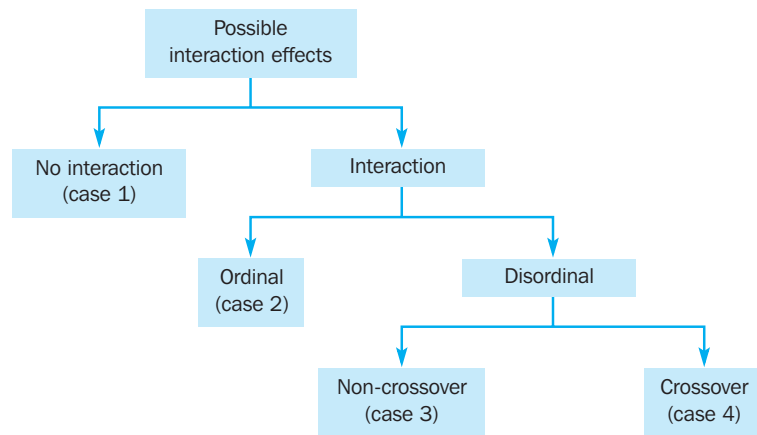 Possible
interaction effects
No interaction
(case 1)
Interaction
Ordinal
(case 2)
Disordinal
Non-crossover
(case 3)
Crossover
(case 4)